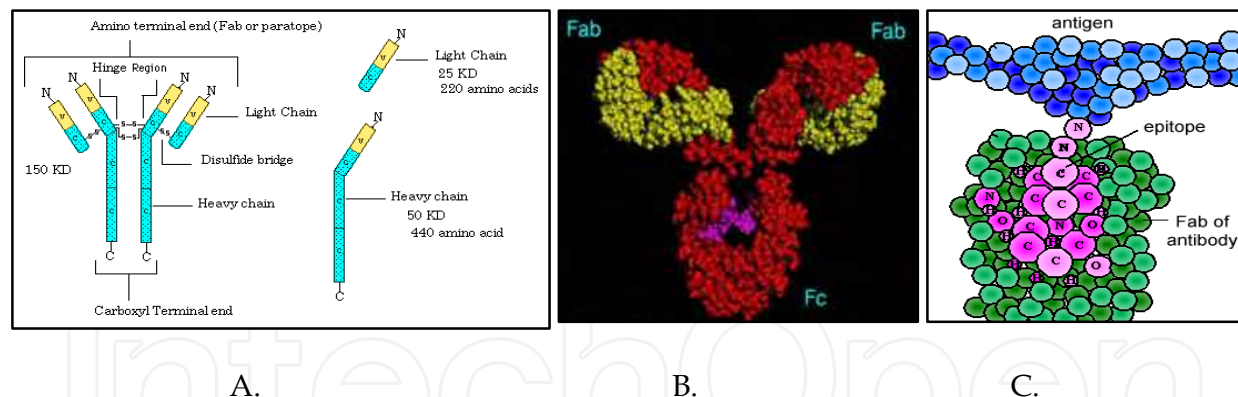 Amino terminal end (Fab or paratope)
Hinge Region
N
N
N
N
V
V
V
V
C
C
C
C
S
S
S-S
S-S
S
S
Light Chain
150 KD
Disulfide bridge
C
C
C
C
Heavy chain
C
C
Carboxyl Terminal end
N
V
C
Light Chain
25 KD
220 amino acids
N
V
C
C
C
Heavy chain
50 KD
440 amino acid
C
Fab
Fab
Fc
antigen
N
N
epitope
C
H
C
C
N
C
C
C
H
H
O
C
N
C
O
Fab of
antibody
C
H
C
H
C
O
H
H
A.
B.
C.
IntechOpen